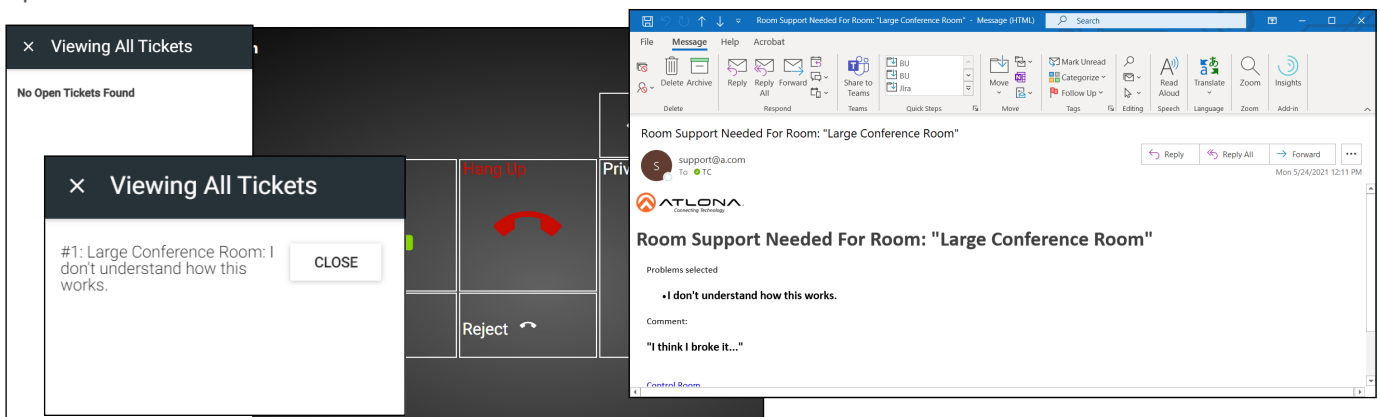 × Viewing All Tickets
No Open Tickets Found
× Viewing All Tickets
#1: Large Conference Room: I
don't understand how this
works.
CLOSE
Hang Up
Reject
Room Support Needed For Room: "Large Conference Room" - Message (HTML)
Search
File Message Help Acrobat
Delete Archive
Reply Reply All Forward
Share to Teams
BU
BU
Jira
Move
Mark Unread
Categorize
Follow Up
Read Aloud
Translate
Zoom
Insights
Delete Respond Teams Quick Steps Move Tags Editing Speech Language Zoom Add-in
Room Support Needed For Room: "Large Conference Room"
S
support@a.com
To TC
Reply Reply All Forward
Mon 5/24/2021 12:11 PM
ATLONA
Connecting Technology
Room Support Needed For Room: "Large Conference Room"
Problems selected
•I don't understand how this works.
Comment:
"I think I broke it..."
Control Room